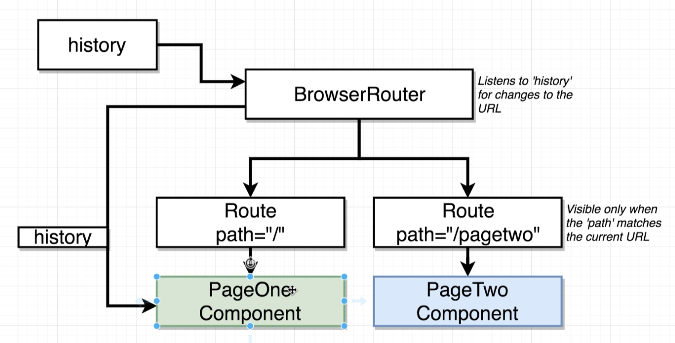 history
BrowserRouter
Listens to 'history'
for changes to the
URL
Route
path="/"
Route
path="/pagetwo"
Visible only when
the 'path' matches
the current URL
history
PageOne
Component
PageTwo
Component